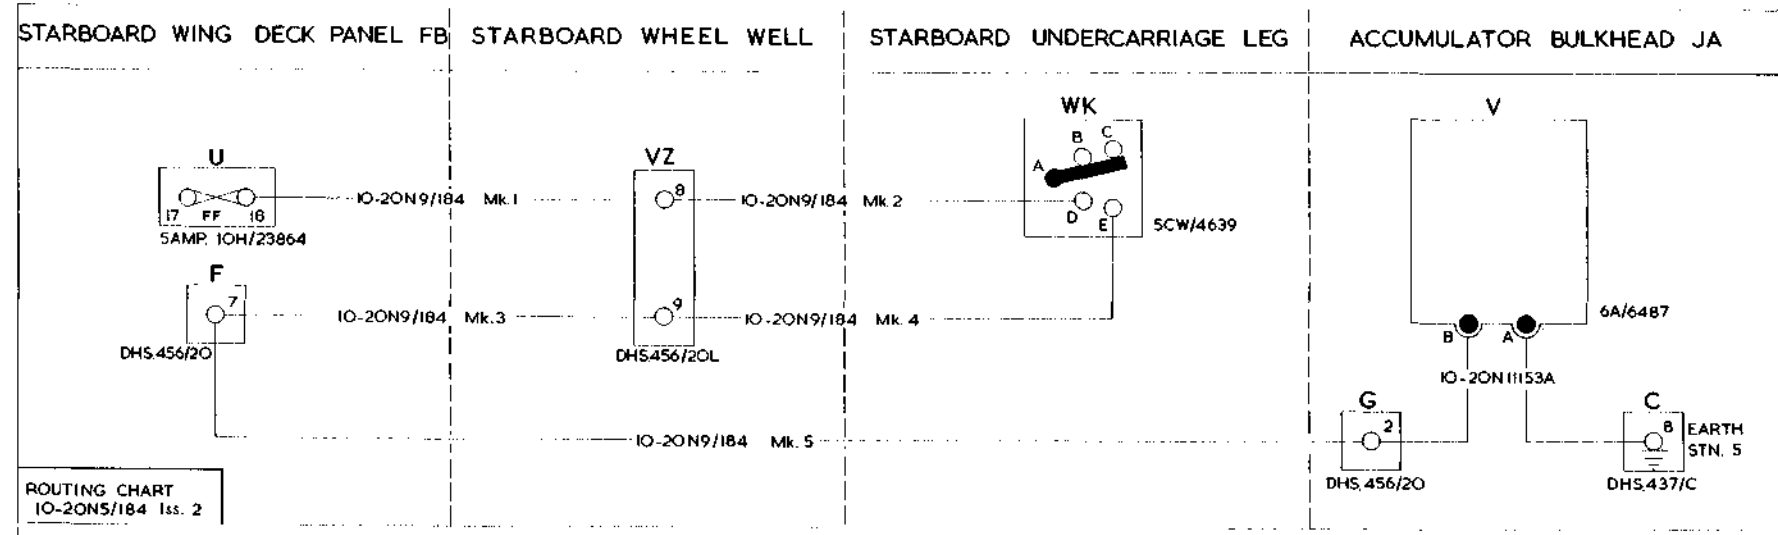 STARBOARD WING DECK PANEL FB
STARBOARD WHEEL WELL
STARBOARD UNDERCARRIAGE LEG
ACCUMULATOR BULKHEAD JA
U
17 FF 18
5AMP. 10H/23864
10-20N9/184 Mk.1
VZ
8
10-20N9/184 Mk.2
WK
A
B
C
D
E
5CW/4639
V
6A/6487
B
A
F
7
DHS.456/20
10-20N9/184 Mk.3
9
DHS.456/20L
10-20N9/184 Mk.4
10-20N11153A
10-20N9/184 Mk.5
G
2
DHS.456/20
C
8
EARTH
STN. 5
DHS.437/C
ROUTING CHART
10-20N5/184 Iss. 2